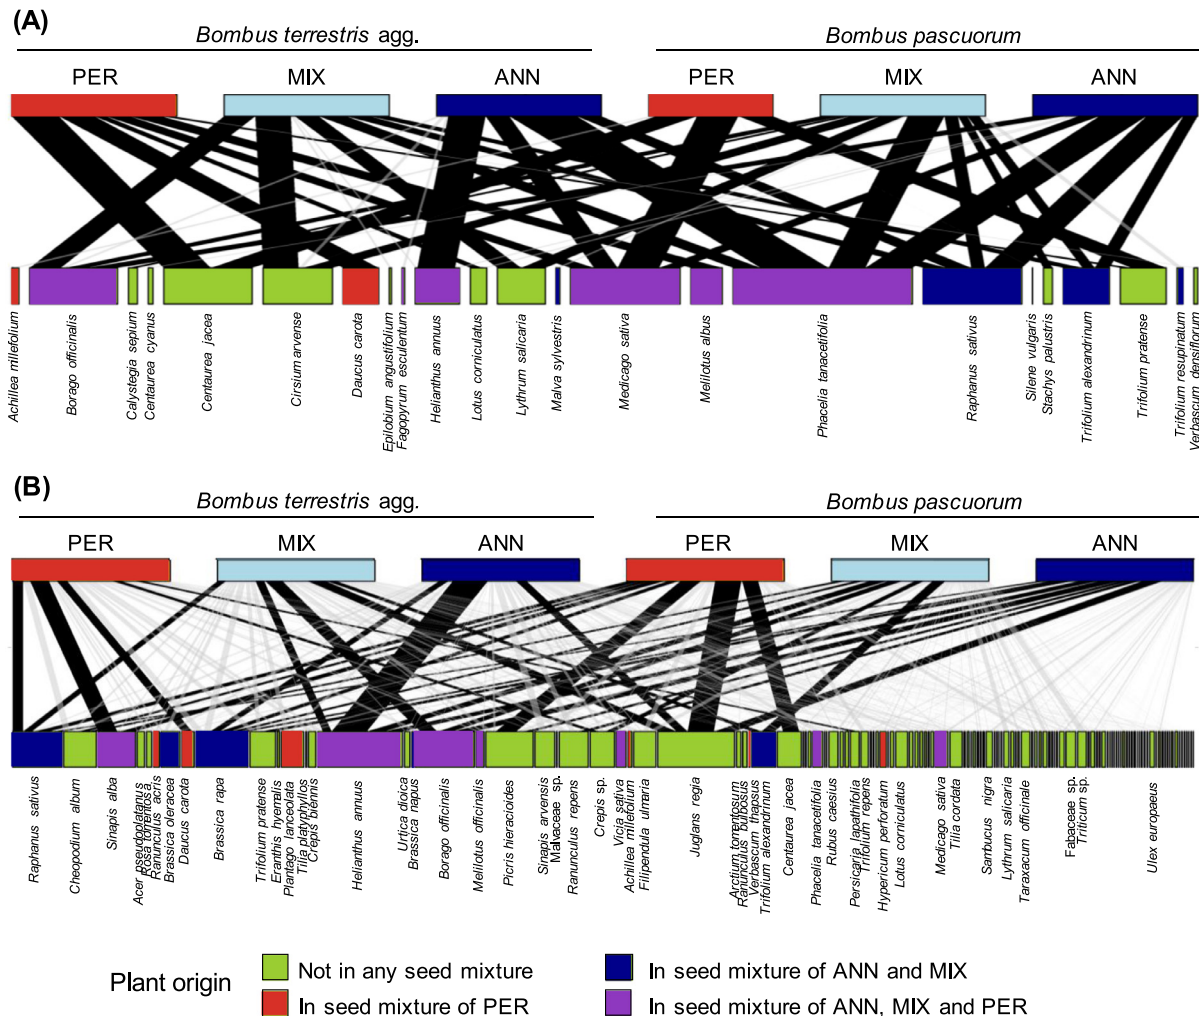 (A)
Bombus terrestris agg.
Bombus pascuorum
PER
MIX
ANN
PER
MIX
ANN
Achillea millefolium
Borago officinalis
Calystegia sepium
Centaurea cyanus
Centaurea jacea
Cirsium arvense
Daucus carota
Epilobium angustifolium
Fagopyrum esculentum
Helianthus annuus
Lotus corniculatus
Lythrum salicaria
Malva sylvestris
Medicago sativa
Melilotus albus
Phacelia tanacetifolia
Raphanus sativus
Silene vulgaris
Stachys palustris
Trifolium alexandrinum
Trifolium pratense
Trifolium resupinatum
Verbascum densiflorum
(B)
Bombus terrestris agg.
Bombus pascuorum
PER
MIX
ANN
PER
MIX
ANN
Raphanus sativus
Chepodium album
Sinapis alba
Acer pseudoplatanus
Rosa tomentosa
Ranunculus acris
Brassica oleracea
Daucus carota
Brassica rapa
Trifolium pratense
Eranthis hyemalis
Plantago lanceolata
Tilia platyphyllos
Crepis biennis
Helianthus annuus
Urtica dioica
Brassica napus
Borago officinalis
Melilotus officinalis
Picris hieracioides
Sinapis arvensis
Malvaceae sp.
Ranunculus repens
Crepis sp.
Vicia sativa
Achillea millefolium
Filipendula ulmaria
Juglans regia
Arctium tomentosum
Ranunculus bulbosus
Verbascum thapsus
Trifolium alexandrinum
Centaurea jacea
Phacelia tanacetifolia
Rubus caesius
Persicaria lapathifolia
Trifolium repens
Hypericum perforatum
Lotus corniculatus
Medicago sativa
Tilia cordata
Sambucus nigra
Lythrum salicaria
Taraxacum officinale
Fabaceae sp.
Triticum sp.
Ulex europaeus
Plant origin
Not in any seed mixture
In seed mixture of PER
In seed mixture of ANN and MIX
In seed mixture of ANN, MIX and PER